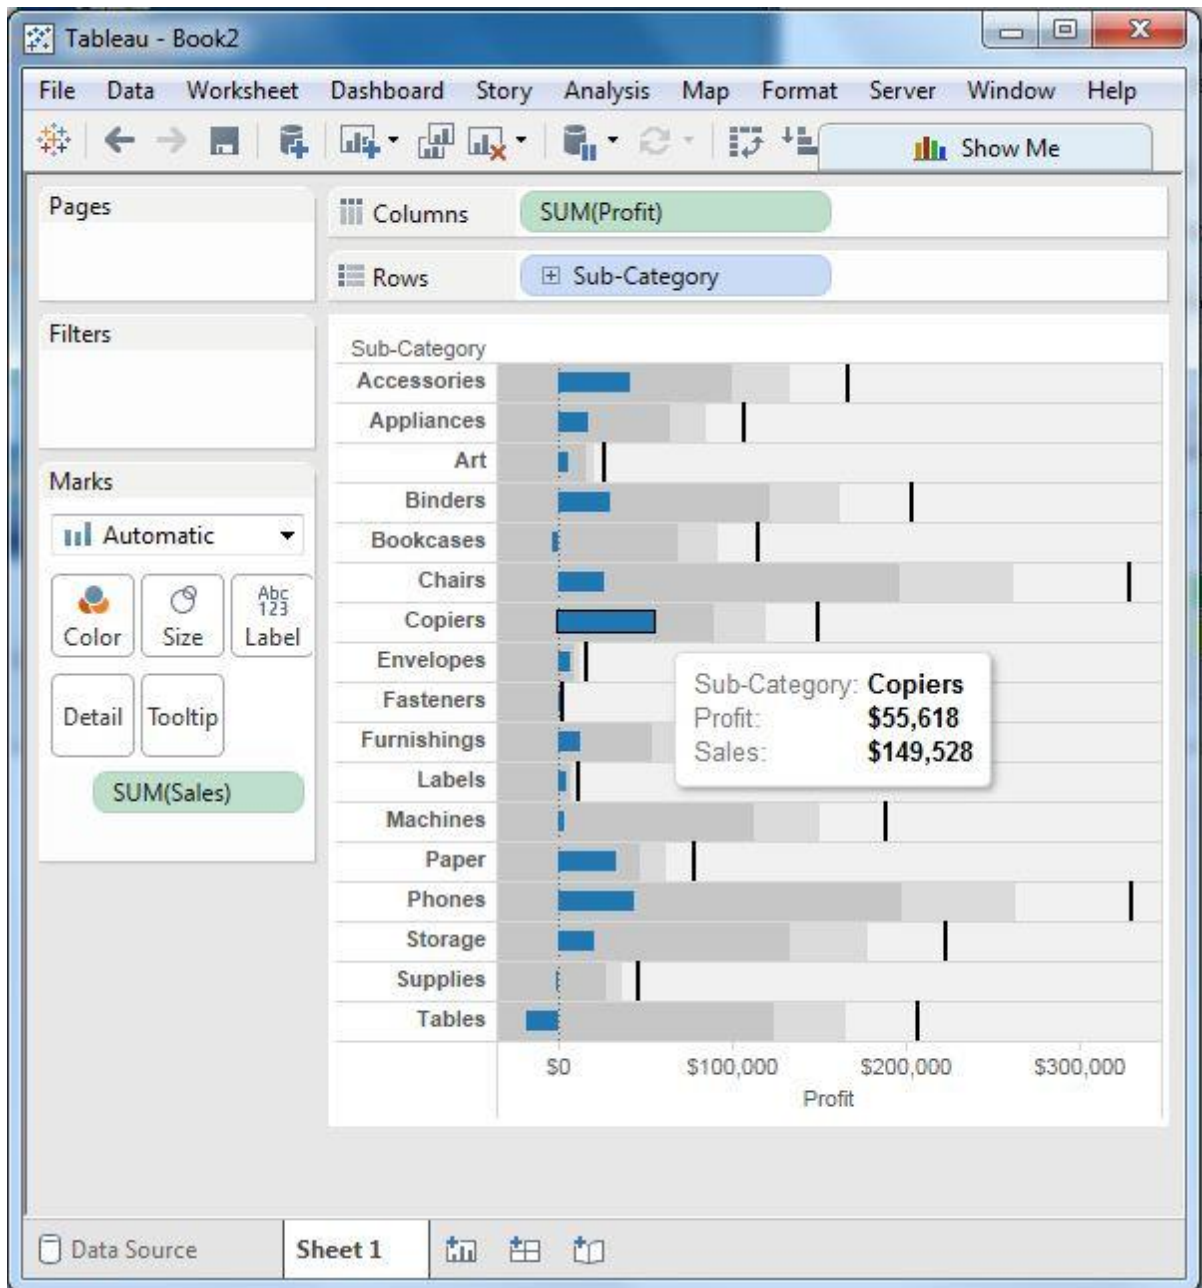 Tableau - Book2
File Data Worksheet Dashboard Story Analysis Map Format Server Window Help
Show Me
Pages
Columns
SUM(Profit)
Rows
Sub-Category
Filters
Sub-Category
Accessories
Appliances
Art
Binders
Bookcases
Chairs
Copiers
Envelopes
Fasteners
Furnishings
Labels
Machines
Paper
Phones
Storage
Supplies
Tables
Marks
Automatic
Color
Size
Abc
123
Label
Detail
Tooltip
SUM(Sales)
Sub-Category: Copiers
Profit: $55,618
Sales: $149,528
$0 $100,000 $200,000 $300,000
Profit
Data Source
Sheet 1